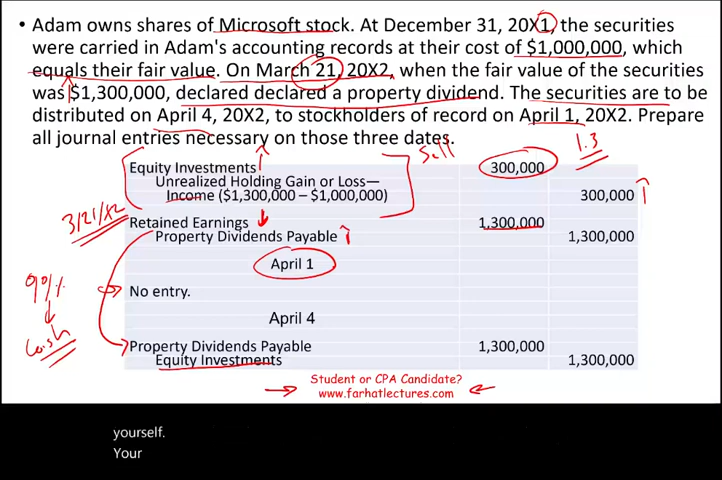 • Adam owns shares of Microsoft stock. At December 31, 20X1, the securities
were carried in Adam's accounting records at their cost of $1,000,000, which
equals their fair value. On March 21, 20X2, when the fair value of the securities
was $1,300,000, declared declared a property dividend. The securities are to be
distributed on April 4, 20X2, to stockholders of record on April 1, 20X2. Prepare
all journal entries necessary on those three dates.
Sell
1.3
Equity Investments 300,000
Unrealized Holding Gain or Loss—
Income ($1,300,000 – $1,000,000) 300,000
3/21/X2
Retained Earnings 1,300,000
Property Dividends Payable 1,300,000
April 1
90%
No entry.
April 4
Cash
Property Dividends Payable 1,300,000
Equity Investments 1,300,000
Student or CPA Candidate?
www.farhatlectures.com
yourself.
Your